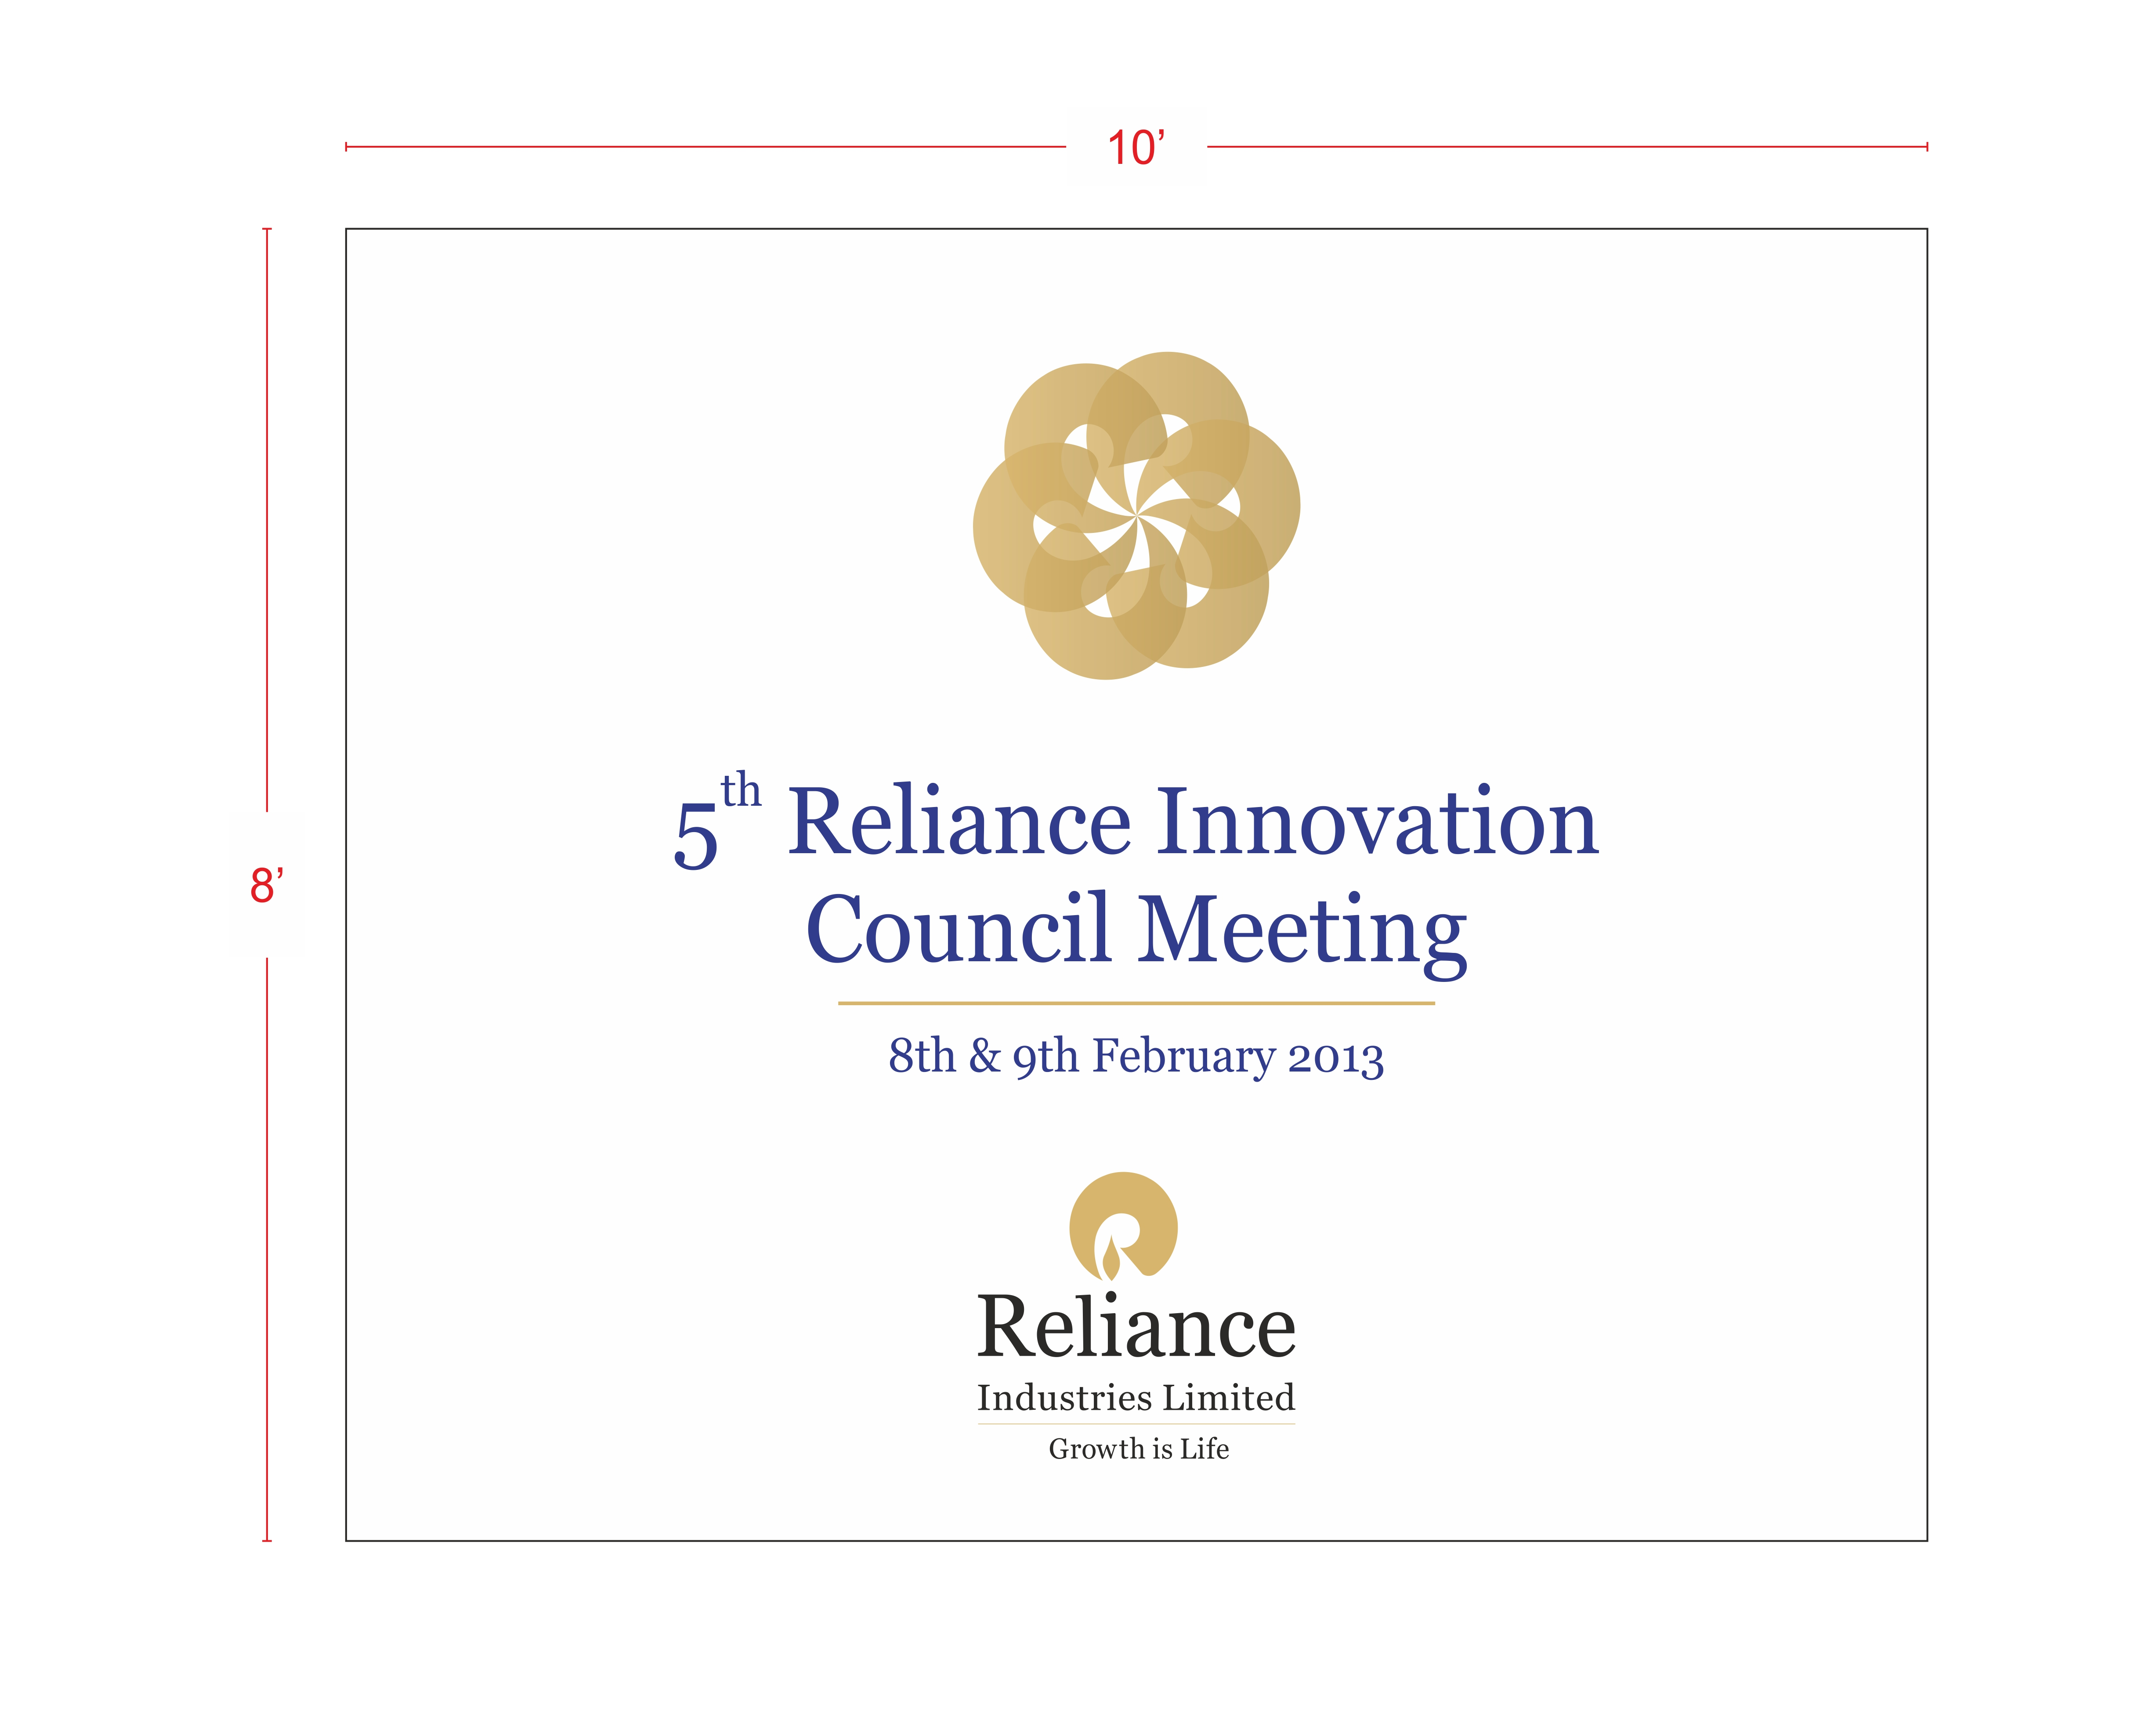 10’
8’
5th Reliance Innovation
Council Meeting
8th & 9th February 2013
Reliance
Industries Limited
Growth is Life